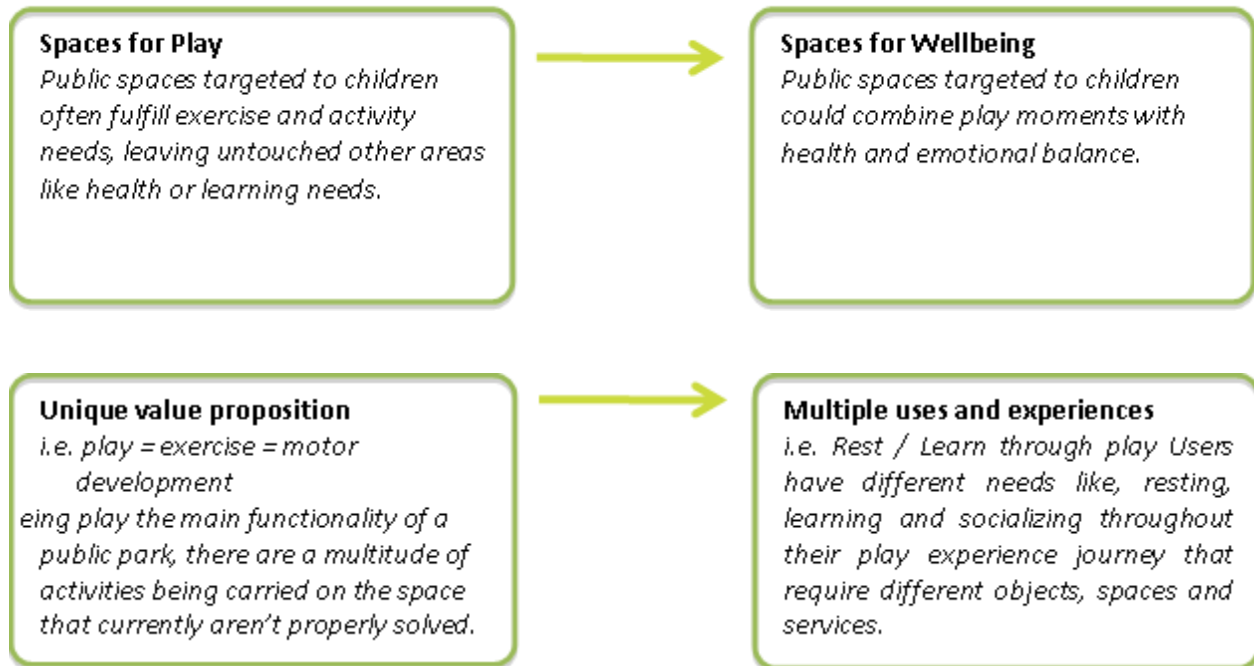 Spaces for Play
Public spaces targeted to children
often fulfill exercise and activity
needs, leaving untouched other areas
like health or learning needs.
Spaces for Wellbeing
Public spaces targeted to children
could combine play moments with
health and emotional balance.
Unique value proposition
i.e. play = exercise = motor
development
eing play the main functionality of a
public park, there are a multitude of
activities being carried on the space
that currently aren't properly solved.
Multiple uses and experiences
i.e. Rest / Learn through play Users
have different needs like, resting,
learning and socializing throughout
their play experience journey that
require different objects, spaces and
services.